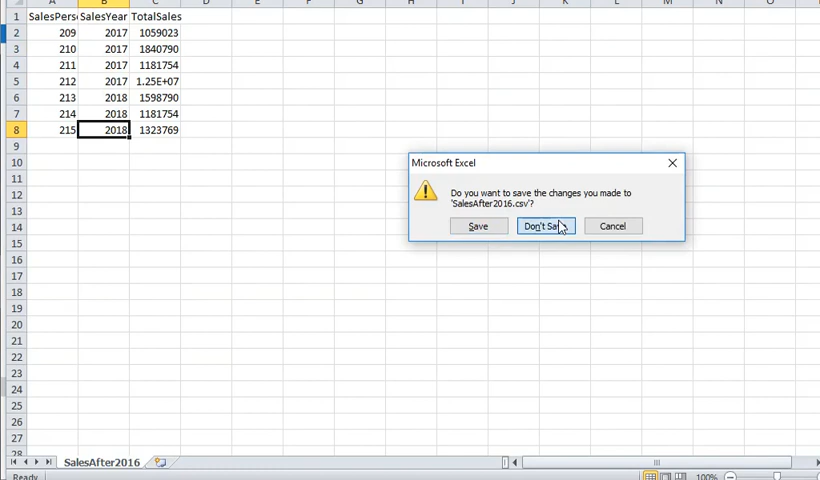 A B C D E F G H I J K L M N O
1 SalesPers SalesYear TotalSales
2 209 2017 1059023
3 210 2017 1840790
4 211 2017 1181754
5 212 2017 1.25E+07
6 213 2018 1598790
7 214 2018 1181754
8 215 2018 1323769
9
10
11
12
13
14
15
16
17
18
19
20
21
22
23
24
25
26
27
28
Microsoft Excel
Do you want to save the changes you made to
'SalesAfter2016.csv'?
Save Don't Save Cancel
SalesAfter2016
Ready 100%